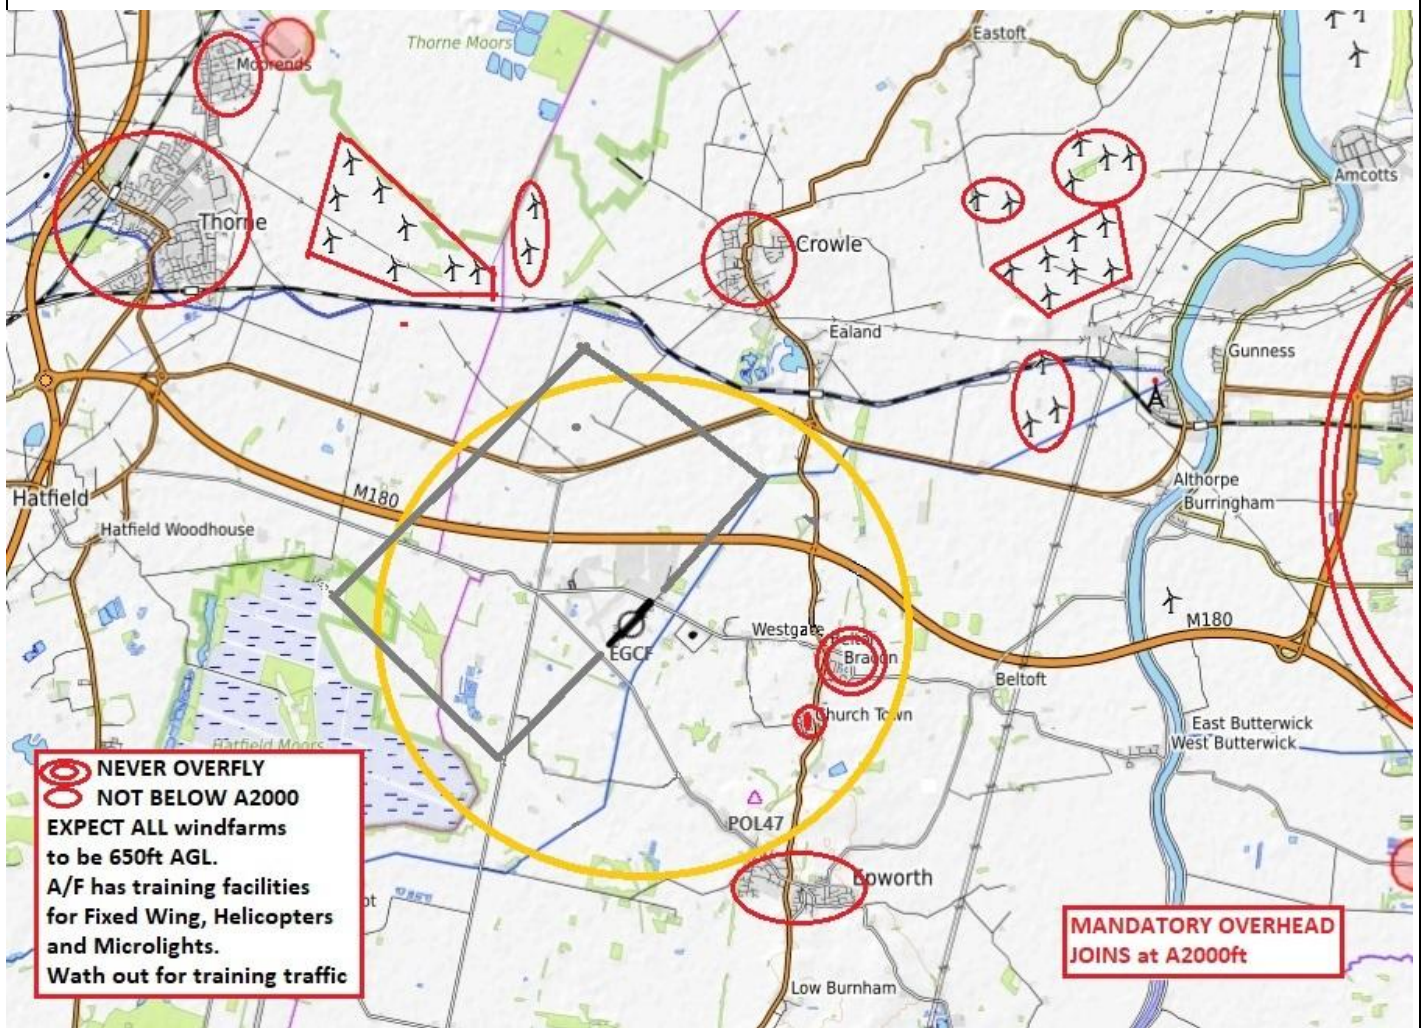 Eastoft
Thorne Moors
Moorends
Amcotts
Thorne
Crowle
Ealand
Gunness
M180
Hatfield
Althorpe
Burringham
Hatfield Woodhouse
Westgate
M180
EGCF
Belton
Bracon
Beltoft
Church Town
East Butterwick
West Butterwick
Hatfield Moors
NEVER OVERFLY
NOT BELOW A2000
EXPECT ALL windfarms
to be 650ft AGL.
A/F has training facilities
for Fixed Wing, Helicopters
and Microlights.
Wath out for training traffic
POL47
Epworth
MANDATORY OVERHEAD
JOINS at A2000ft
Low Burnham